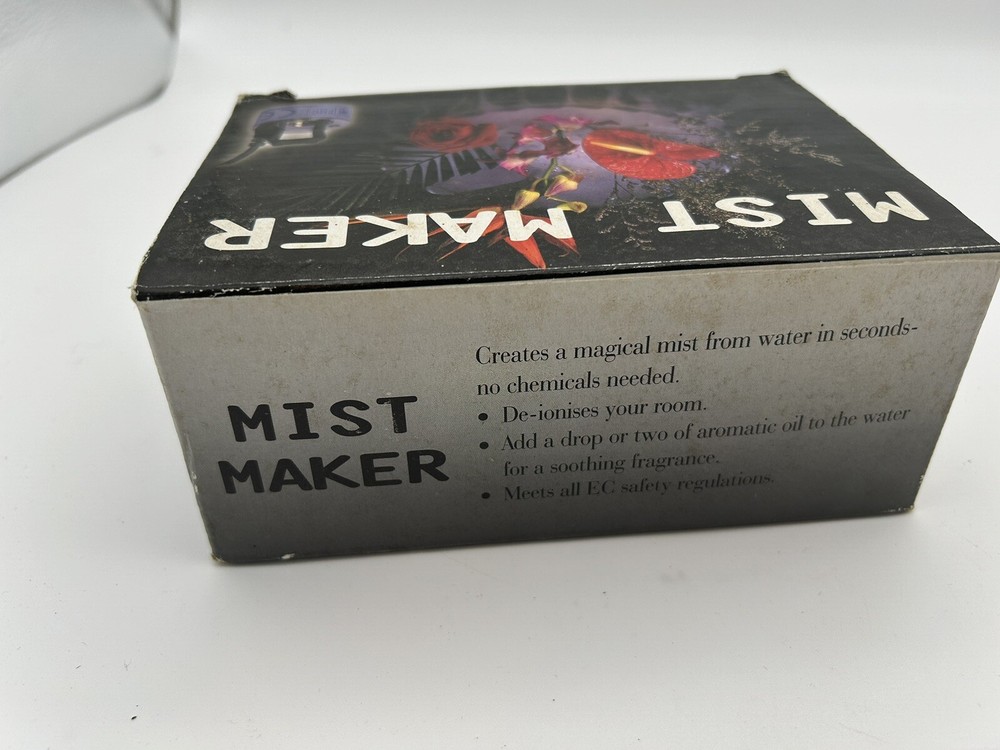 MIST MAKER
MIST
MAKER
Creates a magical mist from water in seconds-
no chemicals needed.
• De-ionises your room.
• Add a drop or two of aromatic oil to the water
for a soothing fragrance.
• Meets all EC safety regulations.